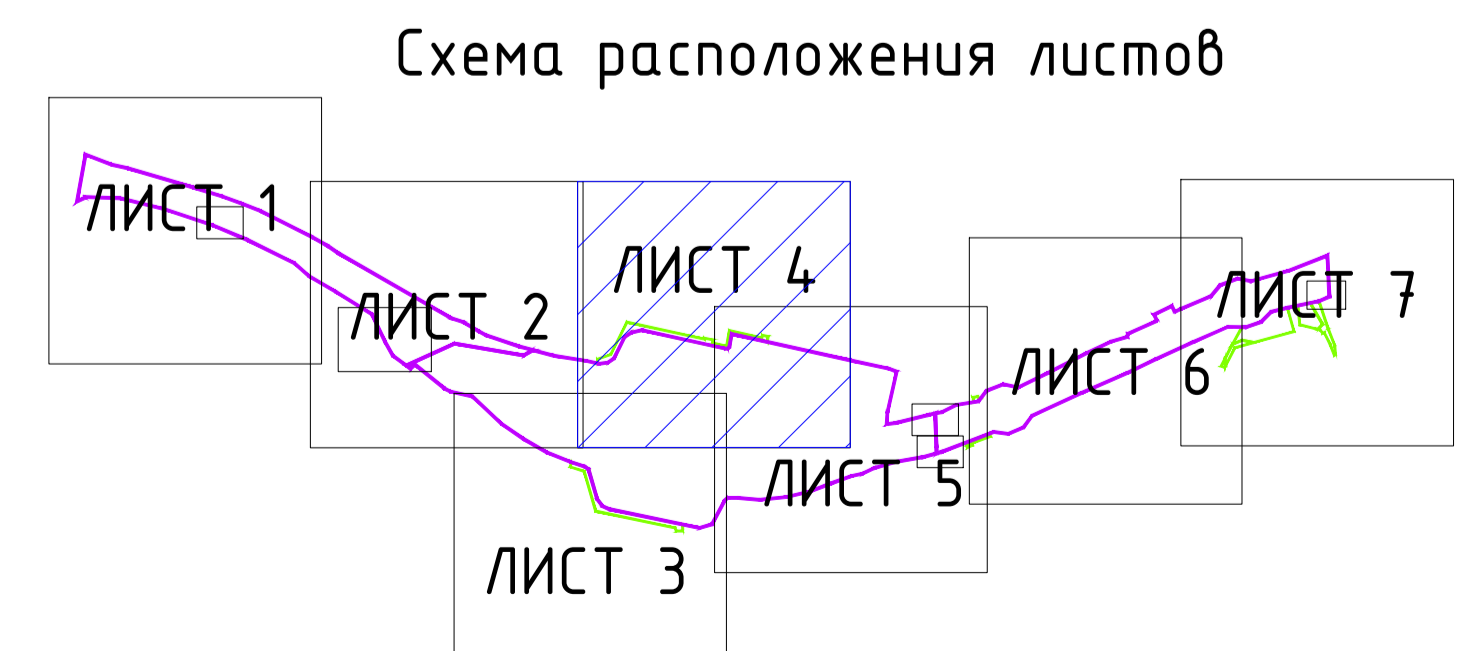 Схема расположения листов
ЛИСТ 1
ЛИСТ 2
ЛИСТ 4
ЛИСТ 7
ЛИСТ 6
ЛИСТ 5
ЛИСТ 3